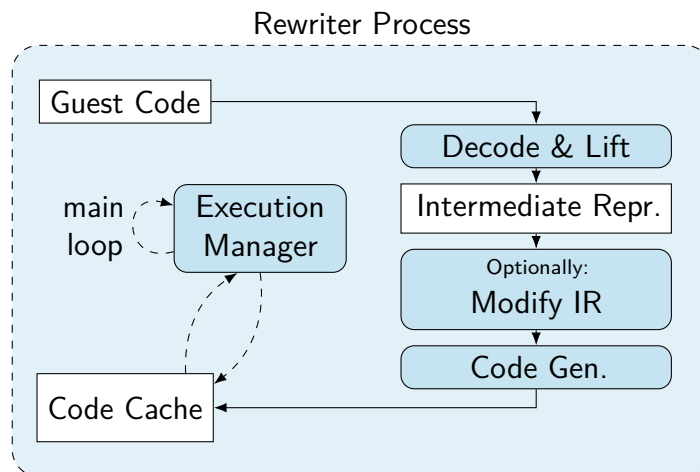 Rewriter Process
Guest Code
Decode & Lift
Intermediate Repr.
Optionally:
Modify IR
Code Gen.
main
loop
Execution
Manager
Code Cache